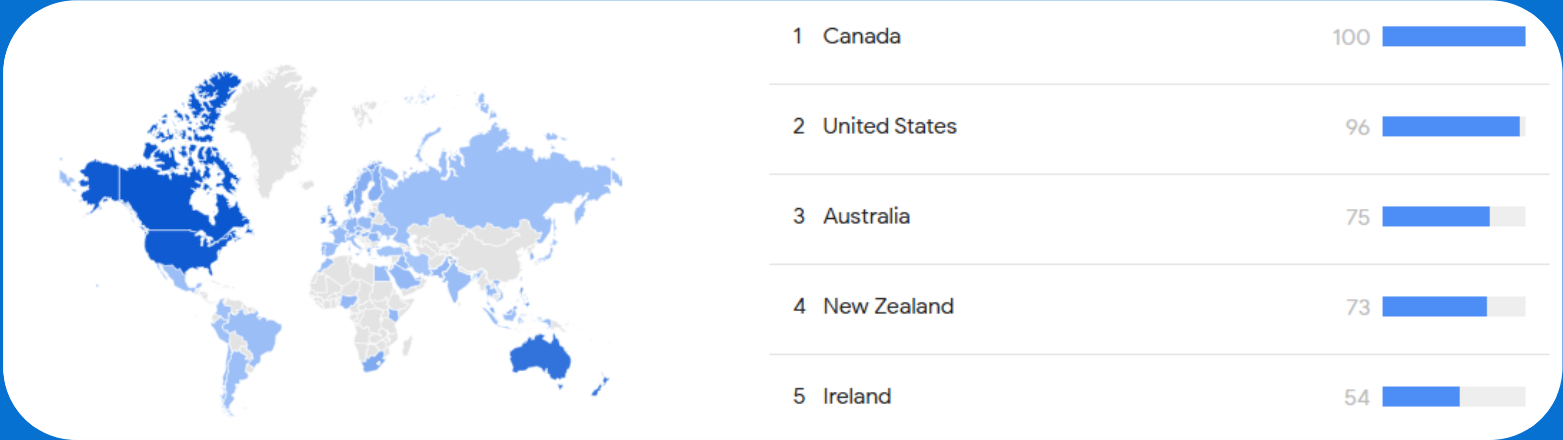 1 Canada 100
2 United States 96
3 Australia 75
4 New Zealand 73
5 Ireland 54